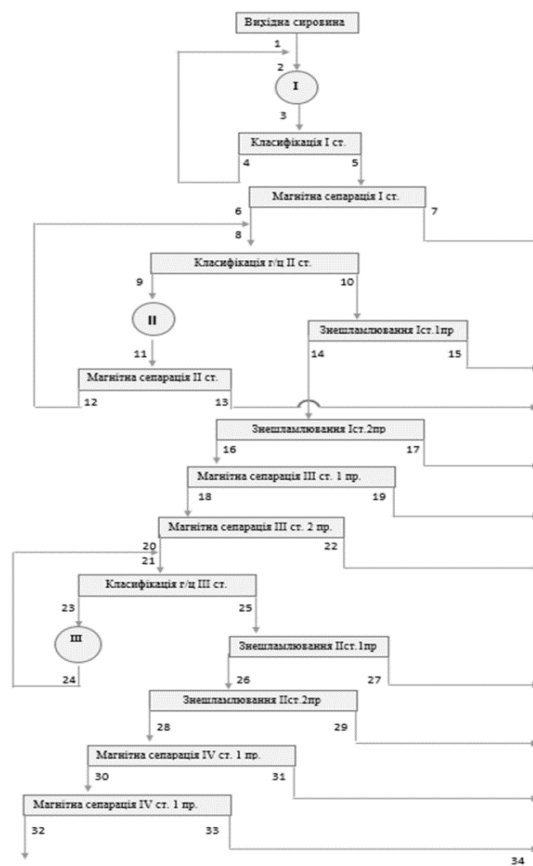 Вихідна сировина
1
2
I
3
Класифікація I ст.
4 5
Магнітна сепарація I ст.
6 7
8
Класифікація г/ц II ст.
9 10
II
Знешламлювання Iст.1пр
11 14 15
Магнітна сепарація II ст.
12 13
Знешламлювання Iст.2пр
16 17
Магнітна сепарація III ст. 1 пр.
18 19
Магнітна сепарація III ст. 2 пр.
20 22
21
Класифікація г/ц III ст.
23 25
III
Знешламлювання IIст.1пр
24 26 27
Знешламлювання IIст.2пр
28 29
Магнітна сепарація IV ст. 1 пр.
30 31
Магнітна сепарація IV ст. 1 пр.
32 33
34